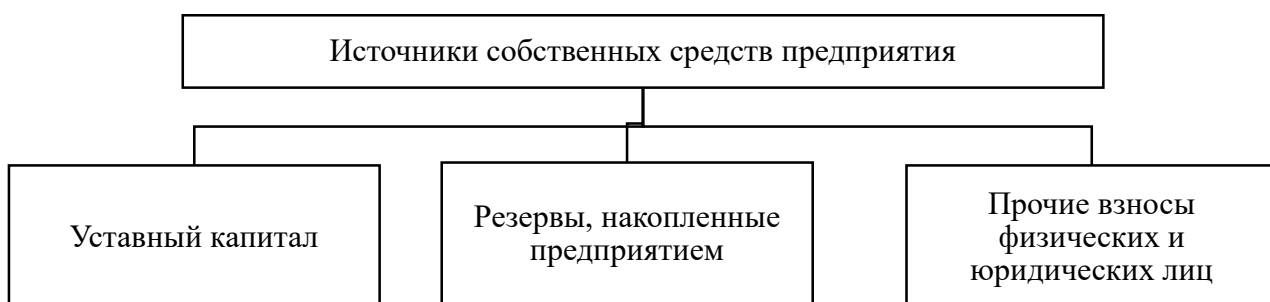 Источники собственных средств предприятия
Уставный капитал
Резервы, накопленные
предприятием
Прочие взносы
физических и
юридических лиц